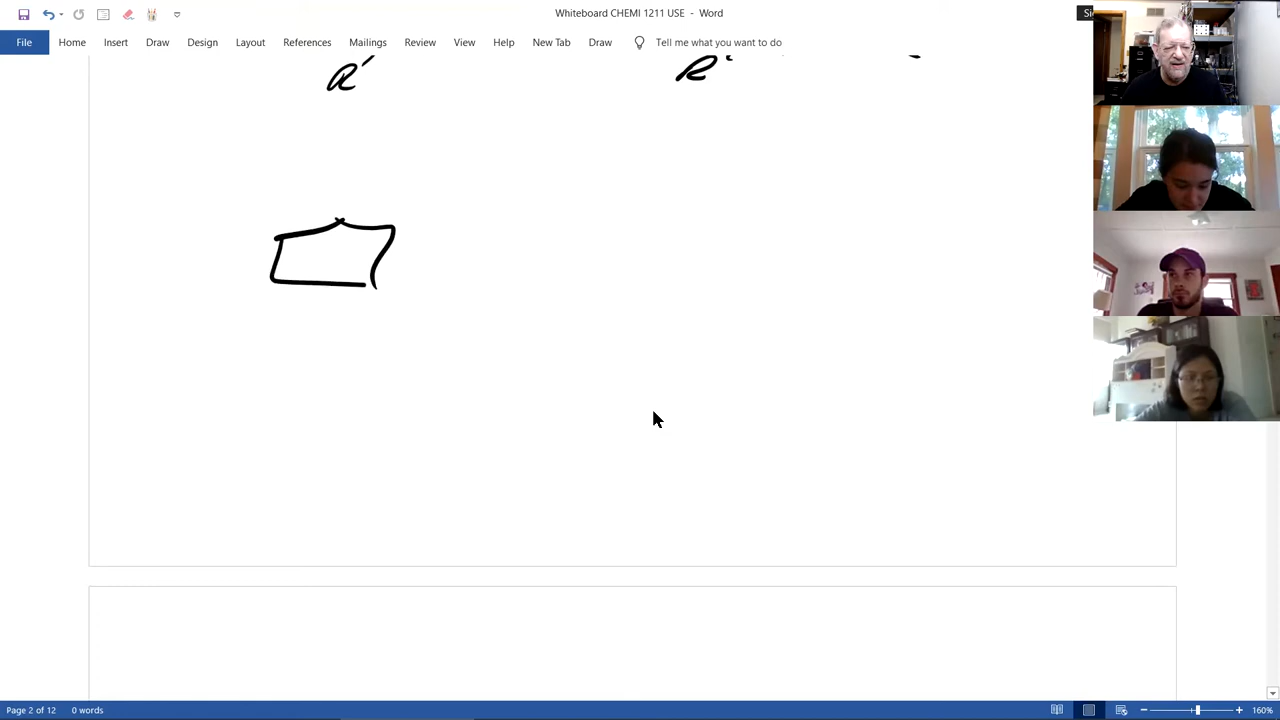 Whiteboard CHEMI 1211 USE - Word
File Home Insert Draw Design Layout References Mailings Review View Help New Tab Draw Tell me what you want to do
R' R'
Page 2 of 12 0 words 160%